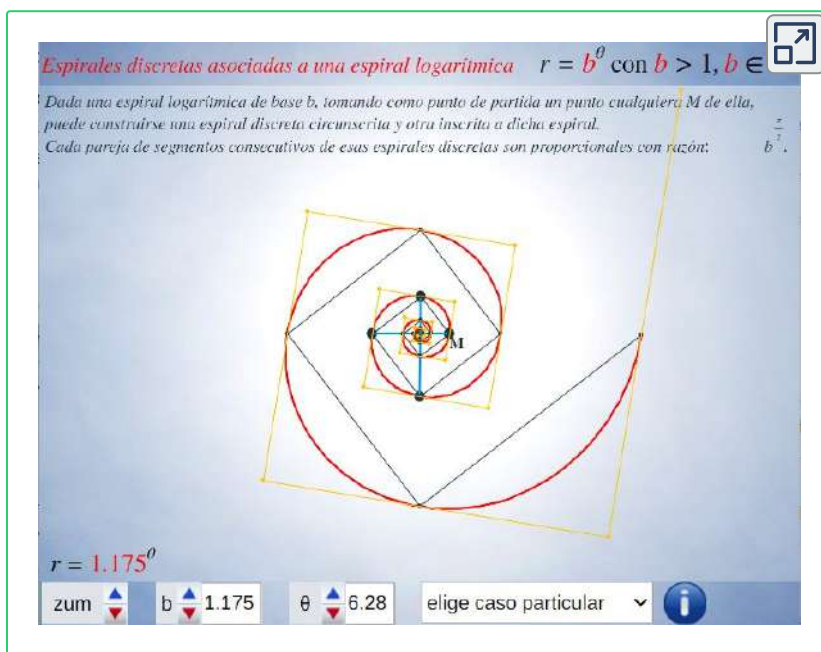 Espirales discretas asociadas a una espiral logarítmica r = b^θ con b > 1, b ∈
Dada una espiral logarítmica de base b, tomando como punto de partida un punto cualquiera M de ella,
puede construirse una espiral discreta circunscrita y otra inscrita a dicha espiral.
Cada pareja de segmentos consecutivos de esas espirales discretas son proporcionales con razón: b^(π/2).
M
r = 1.175^θ
zum b 1.175 θ 6.28 elige caso particular i